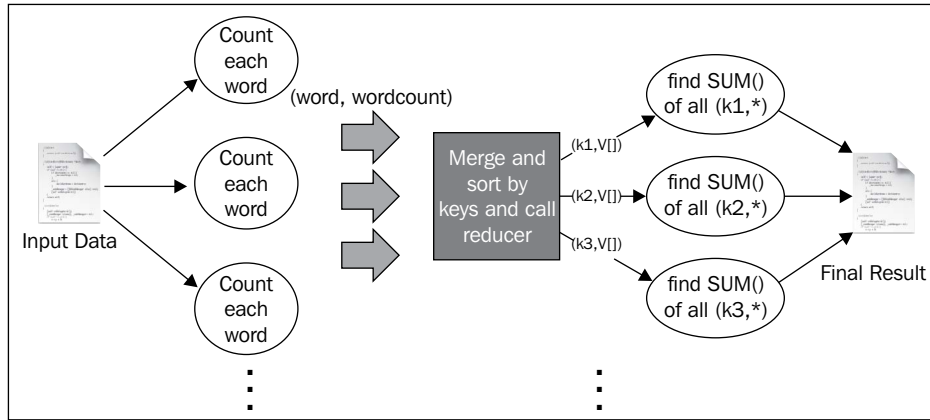 Count
each
word
(word, wordcount)
Count
each
word
Input Data
Count
each
word
Merge and
sort by
keys and call
reducer
(k1,V[])
(k2,V[])
(k3,V[])
find SUM()
of all (k1,*)
find SUM()
of all (k2,*)
find SUM()
of all (k3,*)
Final Result